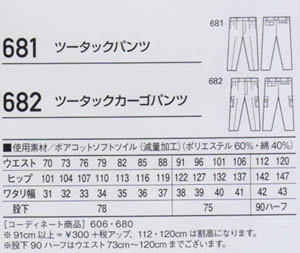 681 ツータックパンツ
681
682 ツータックカーゴパンツ
682
■使用素材／ポアコットソフトツイル（減量加工）（ポリエステル60%・綿40%）
ウエスト 70 73 76 79 82 85 88 91 96 101 106 112 120
ヒップ 101 104 107 110 113 116 119 122 127 132 137 142 147
ワタリ幅 31 32 33 34 35 36 37 38 39 40 41 42 43
股下 78 75 90ハーフ
［コーディネート商品］ 606・680
※ 91cm以上＝¥300 +税アップ、112・120cmは割高になります。
※股下 90 ハーフはウエスト73cm〜120cmまでございます。